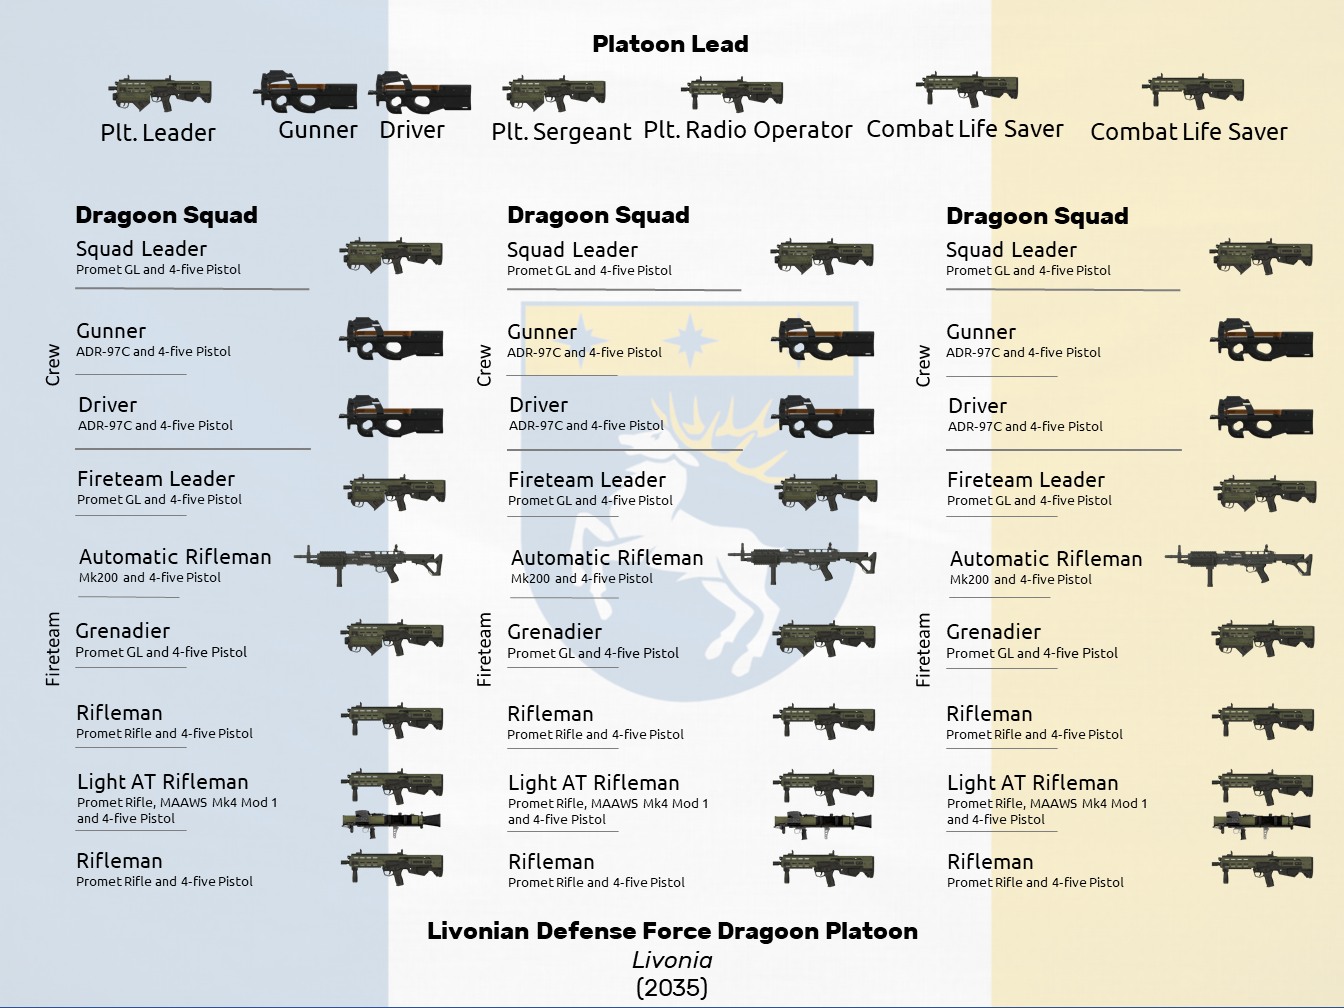 Platoon Lead
Plt. Leader
Gunner
Driver
Plt. Sergeant
Plt. Radio Operator
Combat Life Saver
Combat Life Saver
Dragoon Squad
Squad Leader
Promet GL and 4-five Pistol
Crew
Gunner
ADR-97C and 4-five Pistol
Driver
ADR-97C and 4-five Pistol
Fireteam
Fireteam Leader
Promet GL and 4-five Pistol
Automatic Rifleman
Mk200 and 4-five Pistol
Grenadier
Promet GL and 4-five Pistol
Rifleman
Promet Rifle and 4-five Pistol
Light AT Rifleman
Promet Rifle, MAAWS Mk4 Mod 1
and 4-five Pistol
Rifleman
Promet Rifle and 4-five Pistol
Dragoon Squad
Squad Leader
Promet GL and 4-five Pistol
Crew
Gunner
ADR-97C and 4-five Pistol
Driver
ADR-97C and 4-five Pistol
Fireteam
Fireteam Leader
Promet GL and 4-five Pistol
Automatic Rifleman
Mk200 and 4-five Pistol
Grenadier
Promet GL and 4-five Pistol
Rifleman
Promet Rifle and 4-five Pistol
Light AT Rifleman
Promet Rifle, MAAWS Mk4 Mod 1
and 4-five Pistol
Rifleman
Promet Rifle and 4-five Pistol
Dragoon Squad
Squad Leader
Promet GL and 4-five Pistol
Crew
Gunner
ADR-97C and 4-five Pistol
Driver
ADR-97C and 4-five Pistol
Fireteam
Fireteam Leader
Promet GL and 4-five Pistol
Automatic Rifleman
Mk200 and 4-five Pistol
Grenadier
Promet GL and 4-five Pistol
Rifleman
Promet Rifle and 4-five Pistol
Light AT Rifleman
Promet Rifle, MAAWS Mk4 Mod 1
and 4-five Pistol
Rifleman
Promet Rifle and 4-five Pistol
Livonian Defense Force Dragoon Platoon
Livonia
(2035)